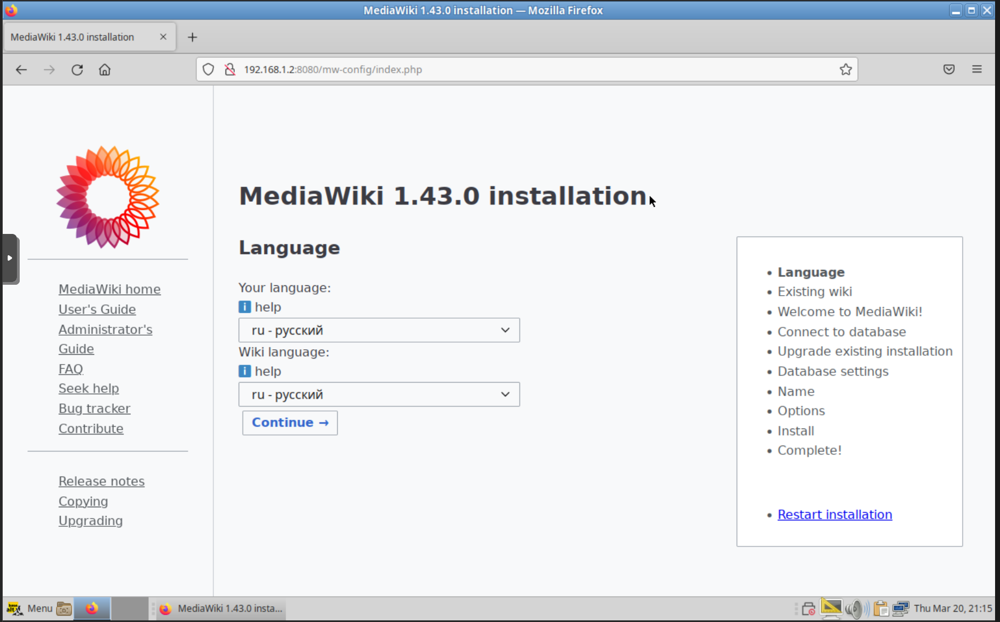 MediaWiki 1.43.0 installation — Mozilla Firefox
MediaWiki 1.43.0 installation
192.168.1.2:8080/mw-config/index.php
MediaWiki home
User's Guide
Administrator's
Guide
FAQ
Seek help
Bug tracker
Contribute
Release notes
Copying
Upgrading
MediaWiki 1.43.0 installation
Language
Your language:
i help
ru - русский
Wiki language:
i help
ru - русский
Continue →
• Language
• Existing wiki
• Welcome to MediaWiki!
• Connect to database
• Upgrade existing installation
• Database settings
• Name
• Options
• Install
• Complete!
• Restart installation
Menu
MediaWiki 1.43.0 insta...
Thu Mar 20, 21:15